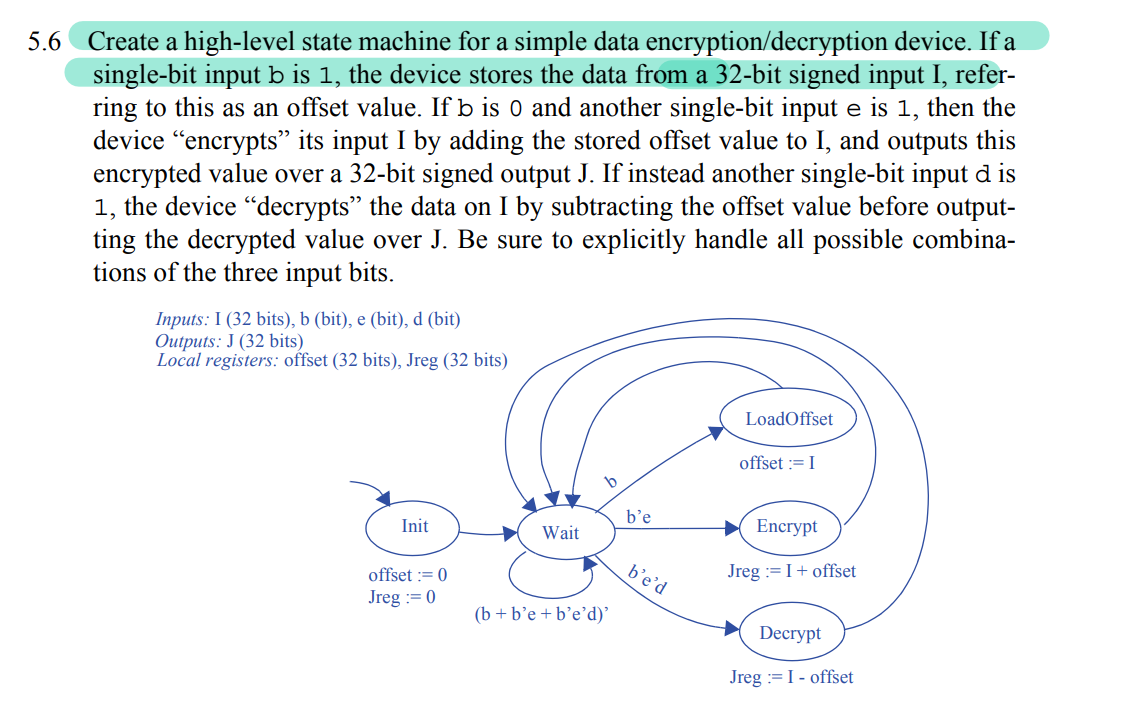 5.6 Create a high-level state machine for a simple data encryption/decryption device. If a
single-bit input b is 1, the device stores the data from a 32-bit signed input I, refer-
ring to this as an offset value. If b is 0 and another single-bit input e is 1, then the
device “encrypts” its input I by adding the stored offset value to I, and outputs this
encrypted value over a 32-bit signed output J. If instead another single-bit input d is
1, the device “decrypts” the data on I by subtracting the offset value before output-
ting the decrypted value over J. Be sure to explicitly handle all possible combina-
tions of the three input bits.
Inputs: I (32 bits), b (bit), e (bit), d (bit)
Outputs: J (32 bits)
Local registers: offset (32 bits), Jreg (32 bits)
LoadOffset
offset := I
b
Init
Wait
b’e
Encrypt
offset := 0
Jreg := 0
b’e’d
Jreg := I + offset
(b + b’e + b’e’d)’
Decrypt
Jreg := I - offset